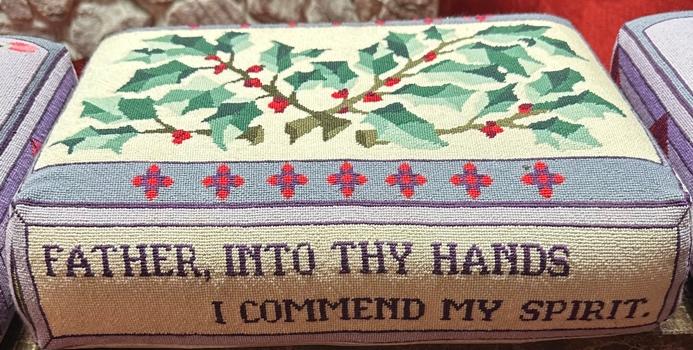 FATHER, INTO THY HANDS
I COMMEND MY SPIRIT.